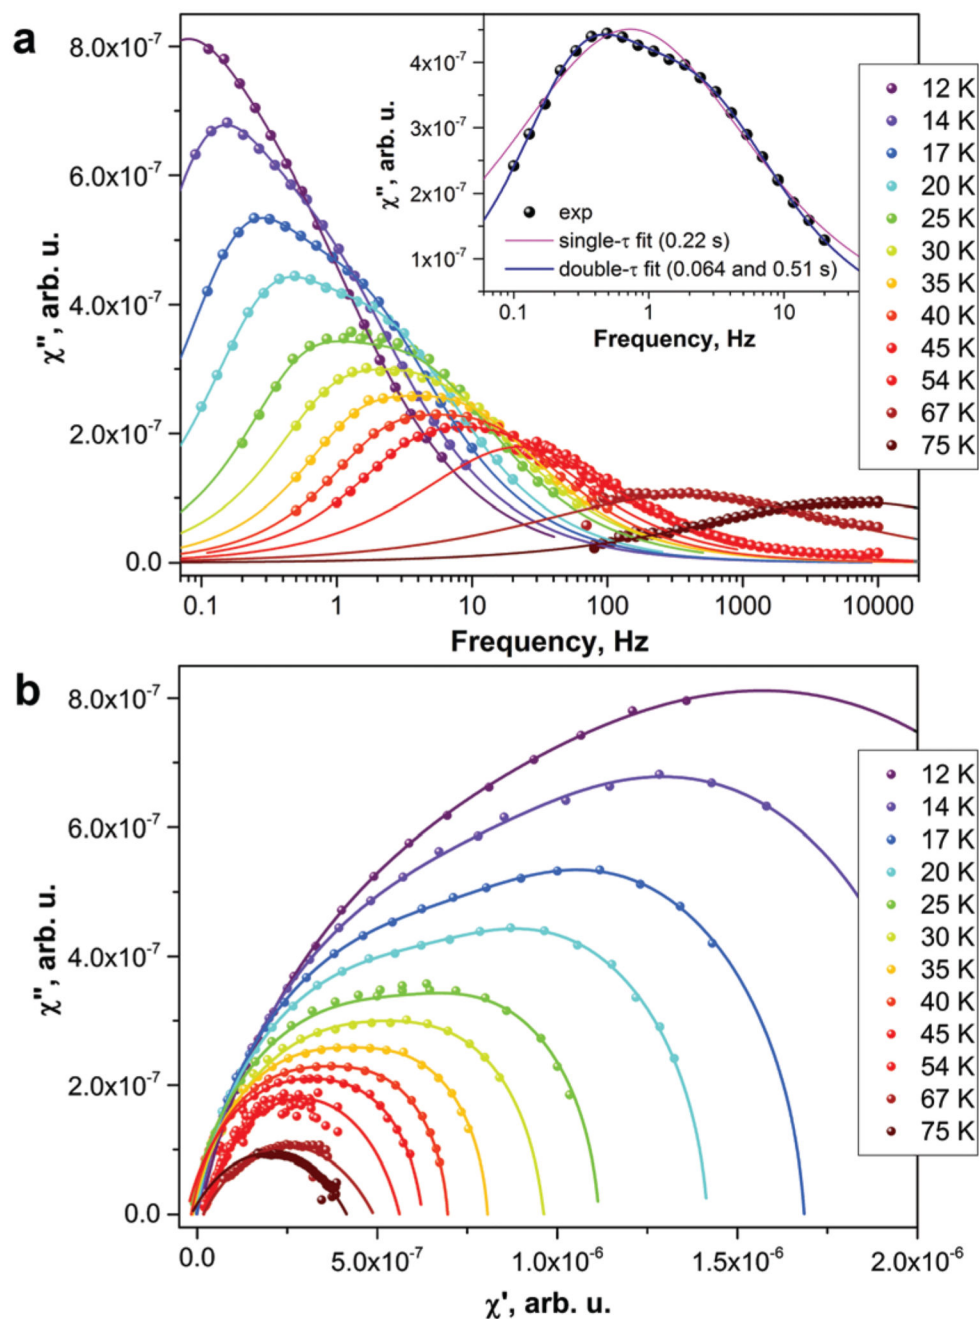 a
8.0x10⁻⁷
6.0x10⁻⁷
4.0x10⁻⁷
2.0x10⁻⁷
0.0
χ", arb. u.
0.1 1 10 100 1000 10000
Frequency, Hz
4x10⁻⁷
3x10⁻⁷
2x10⁻⁷
1x10⁻⁷
χ", arb. u.
exp
single-τ fit (0.22 s)
double-τ fit (0.064 and 0.51 s)
0.1 1 10
Frequency, Hz
12 K
14 K
17 K
20 K
25 K
30 K
35 K
40 K
45 K
54 K
67 K
75 K
b
8.0x10⁻⁷
6.0x10⁻⁷
4.0x10⁻⁷
2.0x10⁻⁷
0.0
χ", arb. u.
0.0 5.0x10⁻⁷ 1.0x10⁻⁶ 1.5x10⁻⁶ 2.0x10⁻⁶
χ', arb. u.
12 K
14 K
17 K
20 K
25 K
30 K
35 K
40 K
45 K
54 K
67 K
75 K